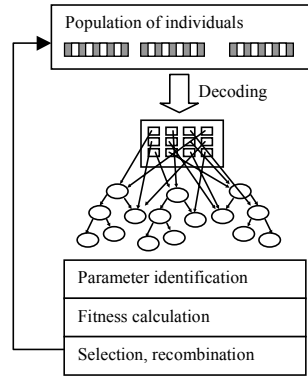 Population of individuals
Decoding
Parameter identification
Fitness calculation
Selection, recombination